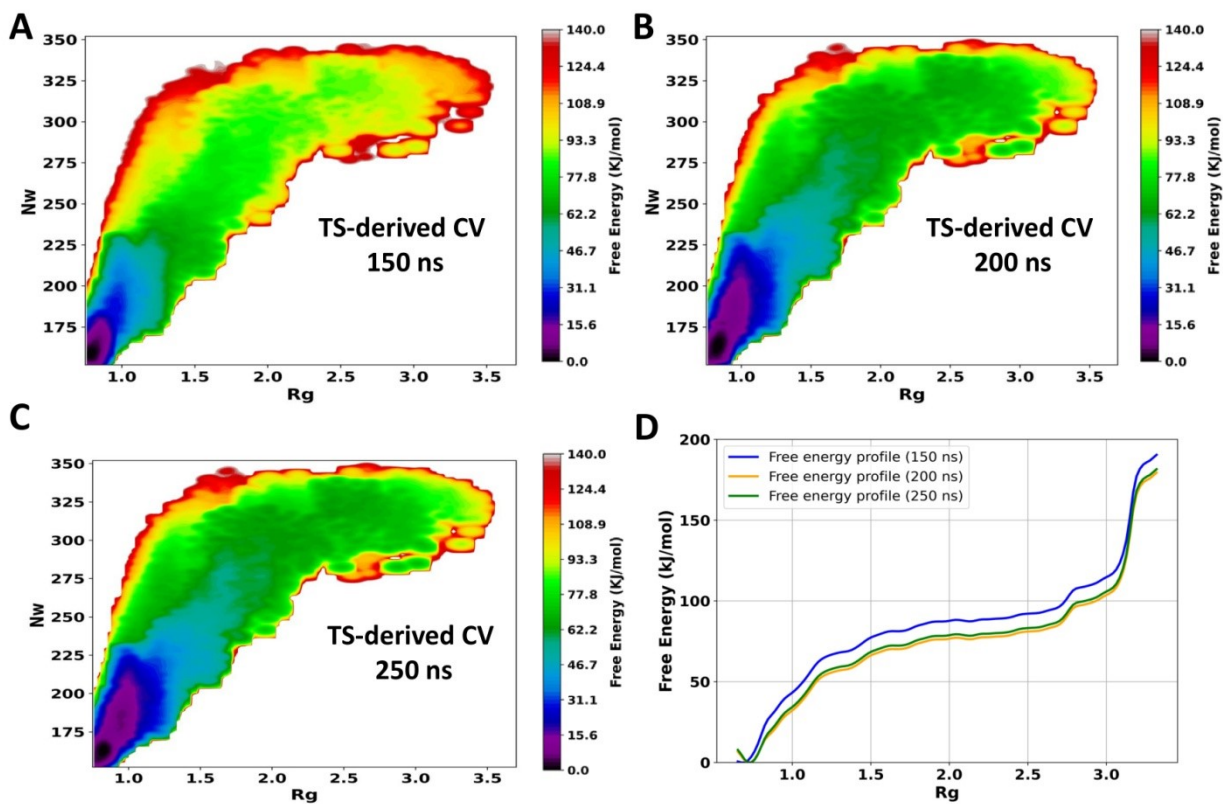 A
350
325
300
275
250
225
200
175
Nw
1.0 1.5 2.0 2.5 3.0 3.5
Rg
TS-derived CV
150 ns
140.0
124.4
108.9
93.3
77.8
62.2
46.7
31.1
15.6
0.0
Free Energy (KJ/mol)
B
350
325
300
275
250
225
200
175
Nw
1.0 1.5 2.0 2.5 3.0 3.5
Rg
TS-derived CV
200 ns
140.0
124.4
108.9
93.3
77.8
62.2
46.7
31.1
15.6
0.0
Free Energy (KJ/mol)
C
350
325
300
275
250
225
200
175
Nw
1.0 1.5 2.0 2.5 3.0 3.5
Rg
TS-derived CV
250 ns
140.0
124.4
108.9
93.3
77.8
62.2
46.7
31.1
15.6
0.0
Free Energy (KJ/mol)
D
200
150
100
50
0
Free Energy (kJ/mol)
Free energy profile (150 ns)
Free energy profile (200 ns)
Free energy profile (250 ns)
1.0 1.5 2.0 2.5 3.0
Rg